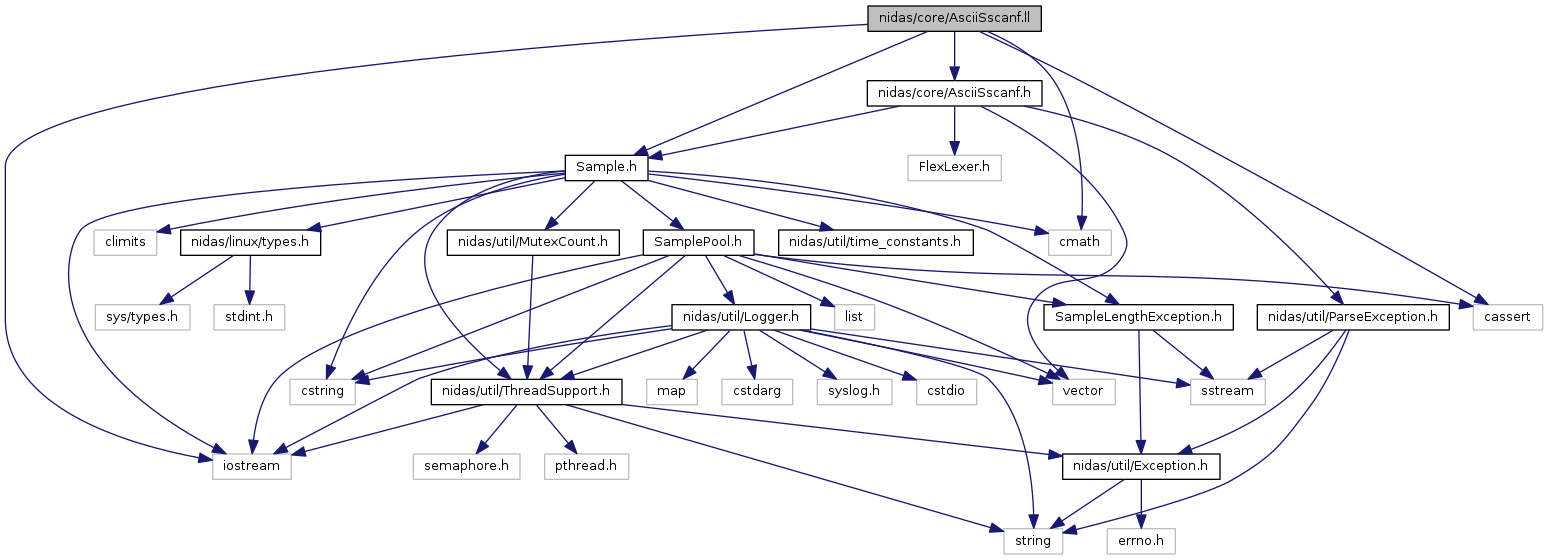 nidas/core/AsciiSscanf.ll
nidas/core/AsciiSscanf.h
Sample.h
FlexLexer.h
climits
nidas/linux/types.h
nidas/util/MutexCount.h
SamplePool.h
nidas/util/time_constants.h
cmath
sys/types.h
stdint.h
nidas/util/Logger.h
list
SampleLengthException.h
nidas/util/ParseException.h
cassert
cstring
nidas/util/ThreadSupport.h
map
cstdarg
syslog.h
cstdio
vector
sstream
iostream
semaphore.h
pthread.h
nidas/util/Exception.h
string
errno.h